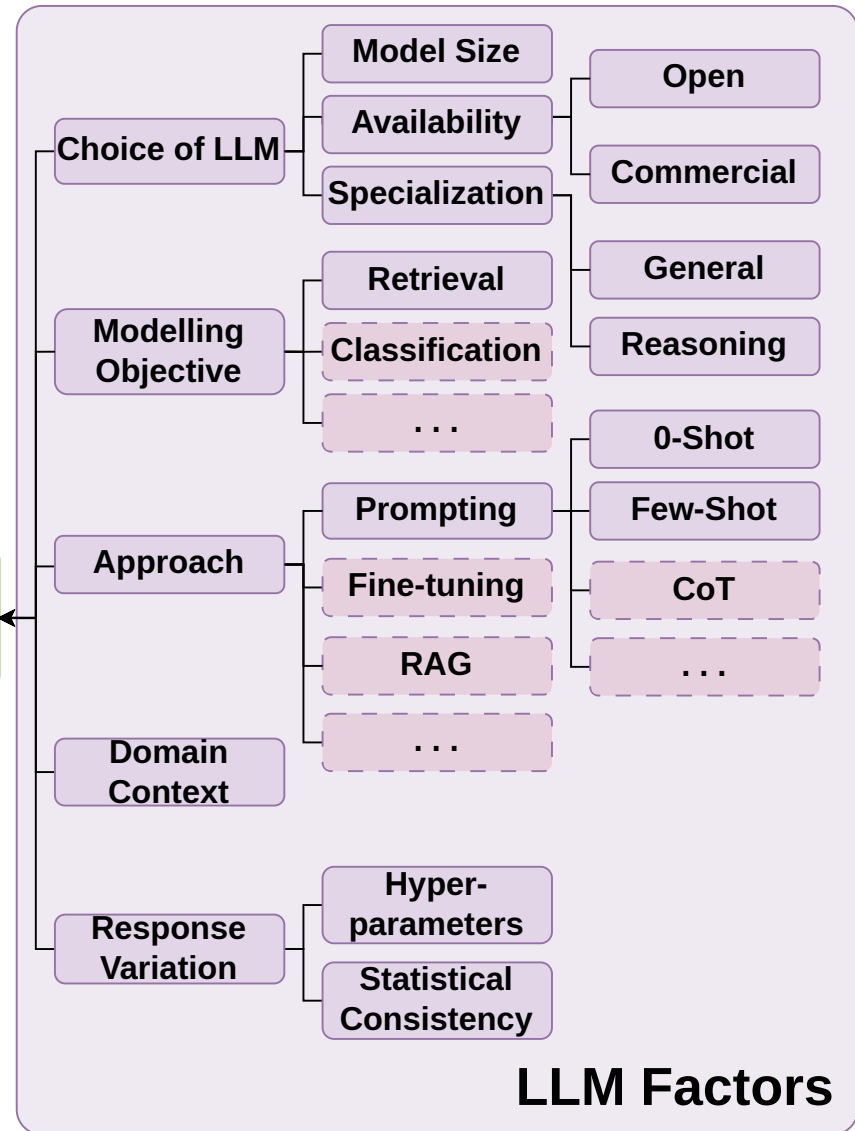 Choice of LLM
Model Size
Availability
Open
Commercial
Specialization
General
Reasoning
Modelling
Objective
Retrieval
Classification
. . .
Approach
Prompting
0-Shot
Few-Shot
CoT
. . .
Fine-tuning
RAG
. . .
Domain
Context
Response
Variation
Hyper-
parameters
Statistical
Consistency
LLM Factors